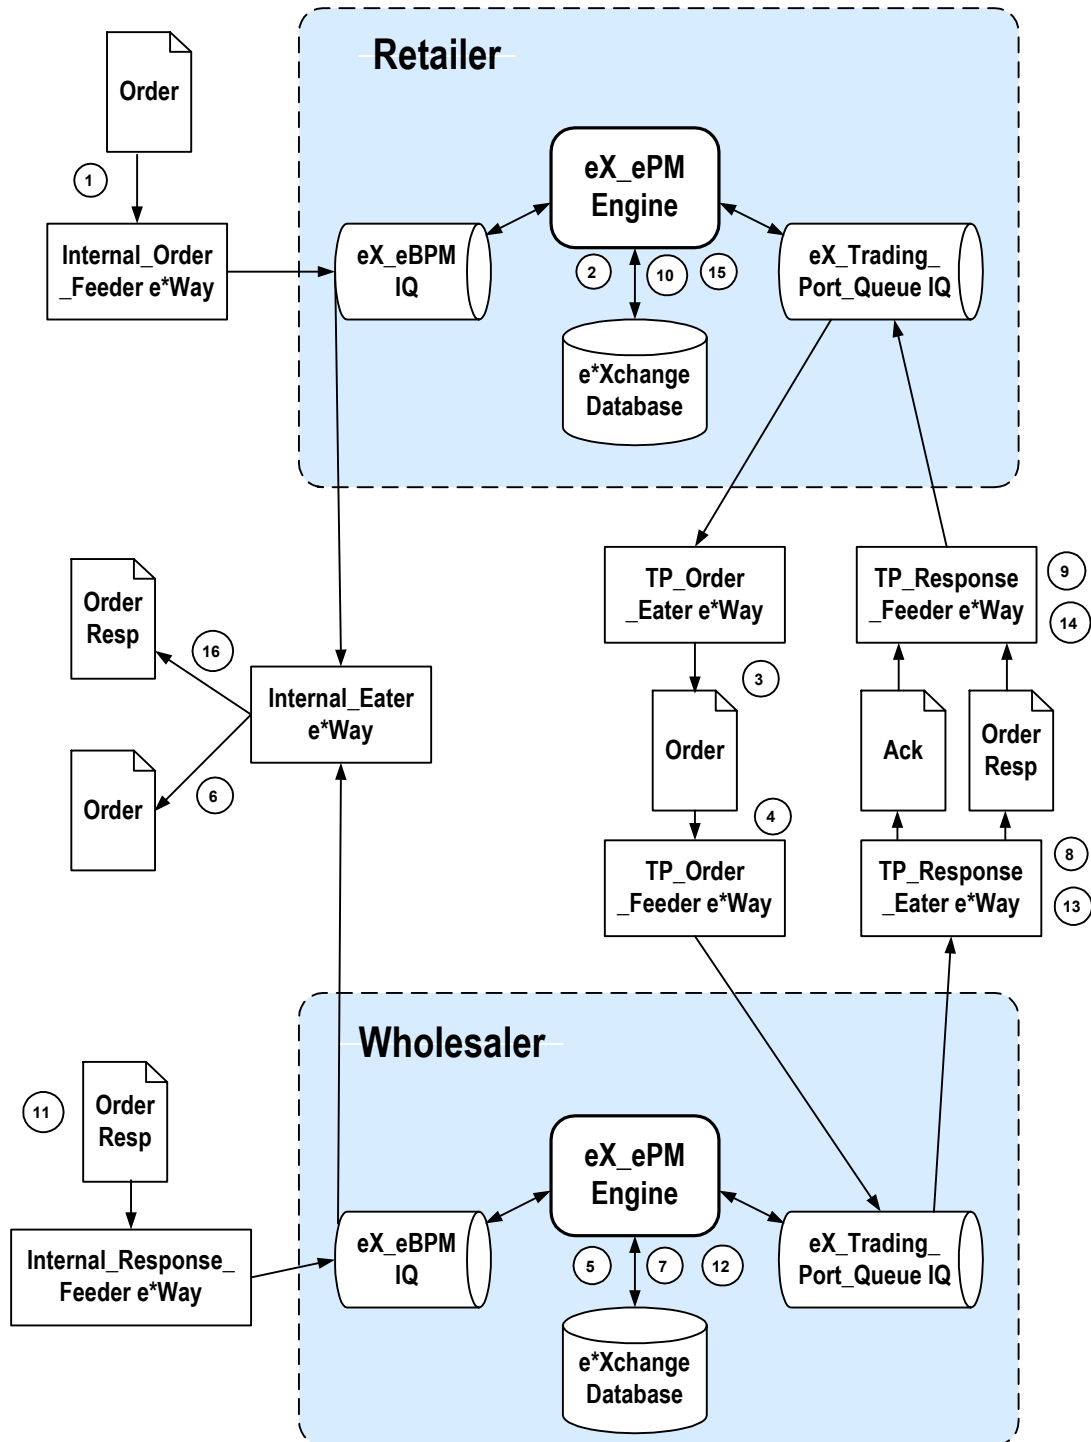 Retailer
Order
1
eX_ePM
Engine
Internal_Order
_Feeder e*Way
eX_eBPM
IQ
eX_Trading_
Port_Queue IQ
2
10
15
e*Xchange
Database
TP_Order
_Eater e*Way
TP_Response
_Feeder e*Way
9
14
Order
Resp
16
Internal_Eater
e*Way
3
Order
Ack
Order
Resp
Order
6
4
TP_Order
_Feeder e*Way
TP_Response
_Eater e*Way
8
13
Wholesaler
11
Order
Resp
eX_ePM
Engine
Internal_Response_
Feeder e*Way
eX_eBPM
IQ
eX_Trading_
Port_Queue IQ
5
7
12
e*Xchange
Database